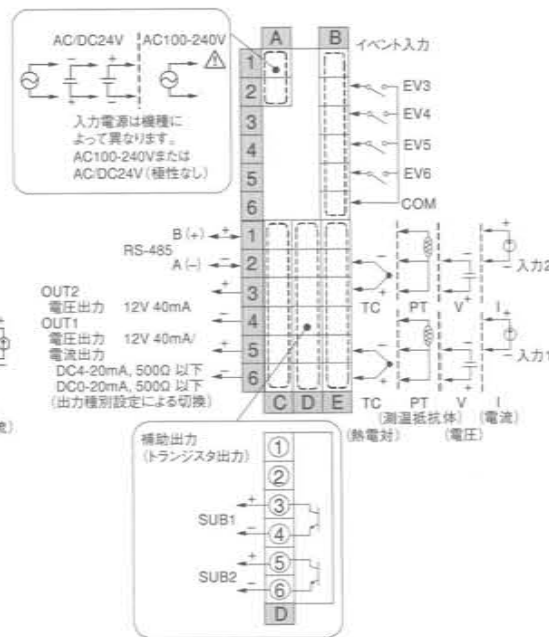 AC/DC24V
AC100-240V
入力電源は機種に
よって異なります。
AC100-240Vまたは
AC/DC24V(極性なし)
A
B
イベント入力
1
2
3
4
5
6
EV3
EV4
EV5
EV6
COM
1
2
3
4
5
6
B(+)
RS-485
A(−)
OUT2
電圧出力 12V 40mA
OUT1
電圧出力 12V 40mA/
電流出力
DC4-20mA, 500Ω 以下
DC0-20mA, 500Ω 以下
(出力種別設定による切換)
C D E
TC PT V I
入力2
入力1
TC PT V I
(測温抵抗体) (電流)
(熱電対) (電圧)
補助出力
(トランジスタ出力)
①
②
③
④
⑤
⑥
SUB1
SUB2
D